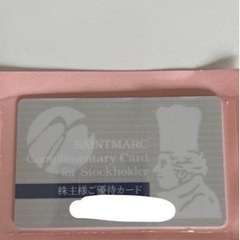 SAINTMARC
Complimentary Card
for Stockholder
株主様ご優待カード